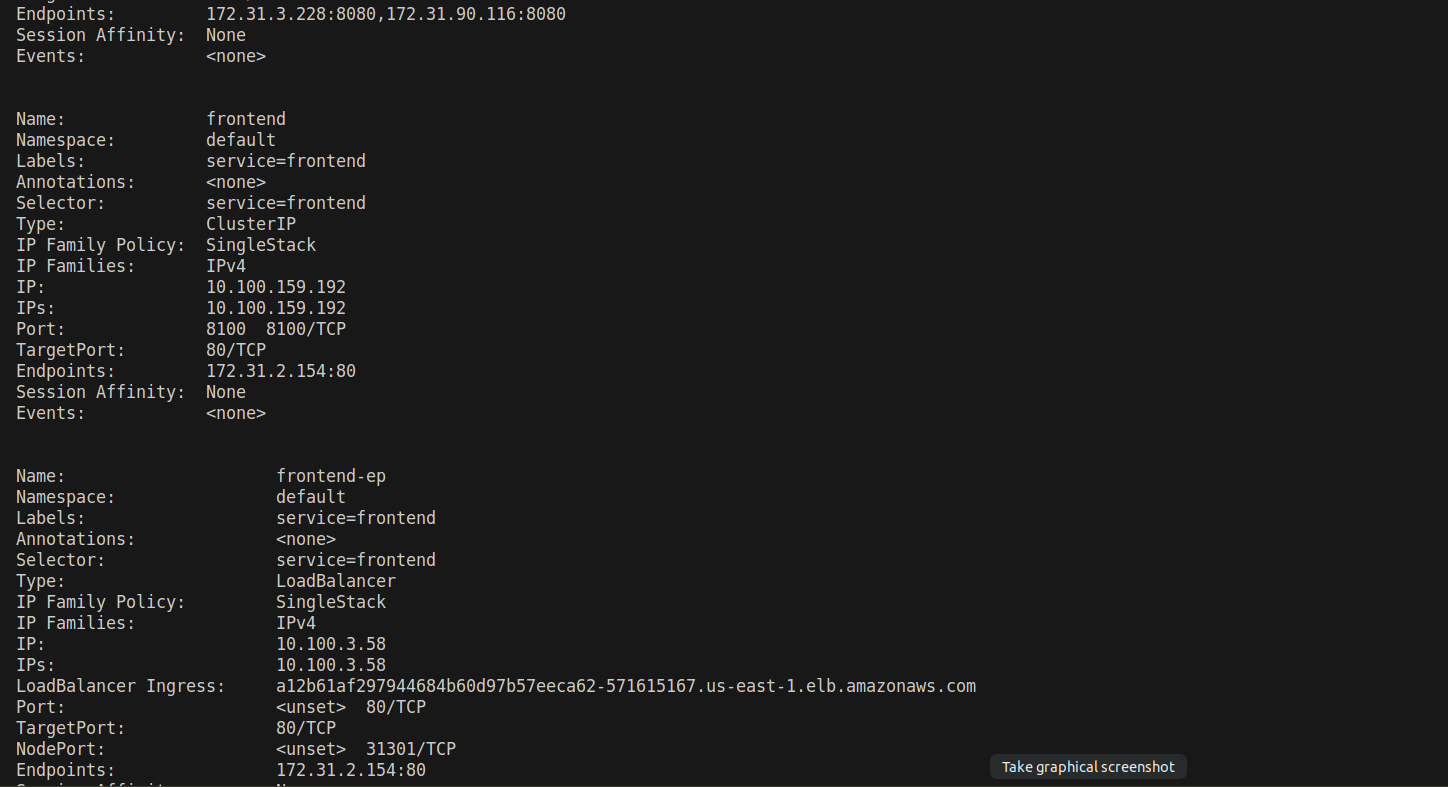 Endpoints:         172.31.3.228:8080,172.31.90.116:8080
Session Affinity:  None
Events:            <none>
Name:              frontend
Namespace:         default
Labels:            service=frontend
Annotations:       <none>
Selector:          service=frontend
Type:              ClusterIP
IP Family Policy:  SingleStack
IP Families:       IPv4
IP:                10.100.159.192
IPs:               10.100.159.192
Port:              8100  8100/TCP
TargetPort:        80/TCP
Endpoints:         172.31.2.154:80
Session Affinity:  None
Events:            <none>
Name:                     frontend-ep
Namespace:                default
Labels:                   service=frontend
Annotations:              <none>
Selector:                 service=frontend
Type:                     LoadBalancer
IP Family Policy:         SingleStack
IP Families:              IPv4
IP:                       10.100.3.58
IPs:                      10.100.3.58
LoadBalancer Ingress:     a12b61af297944684b60d97b57eeca62-571615167.us-east-1.elb.amazonaws.com
Port:                     <unset>  80/TCP
TargetPort:               80/TCP
NodePort:                 <unset>  31301/TCP
Endpoints:                172.31.2.154:80
Take graphical screenshot